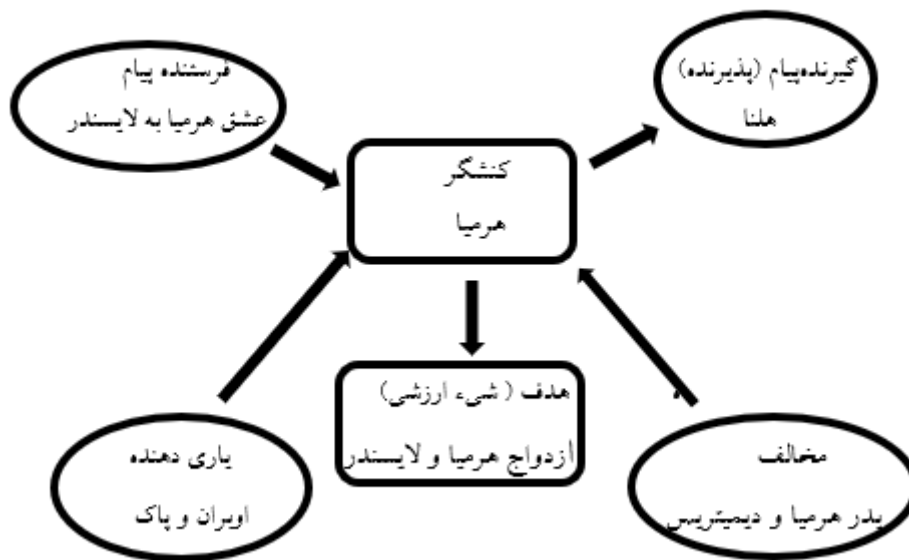 فرستنده پیام
عشق هرمیا به لایسندر
گیرنده‌پیام (پذیرنده)
هلنا
کنشگر
هرمیا
هدف ( شیء ارزشی)
ازدواج هرمیا و لایسندر
یاری دهنده
اوبران و پاک
مخالف
پدر هرمیا و دیمیتریس